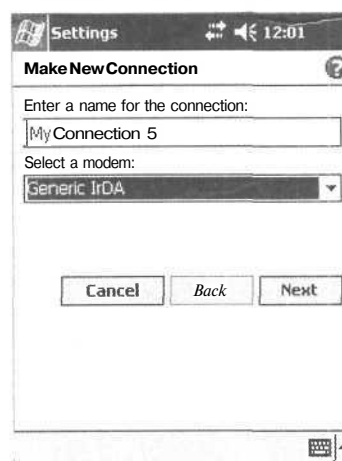 Settings 12:01
Make New Connection
Enter a name for the connection:
My Connection 5
Select a modem:
Generic IrDA
Cancel Back Next